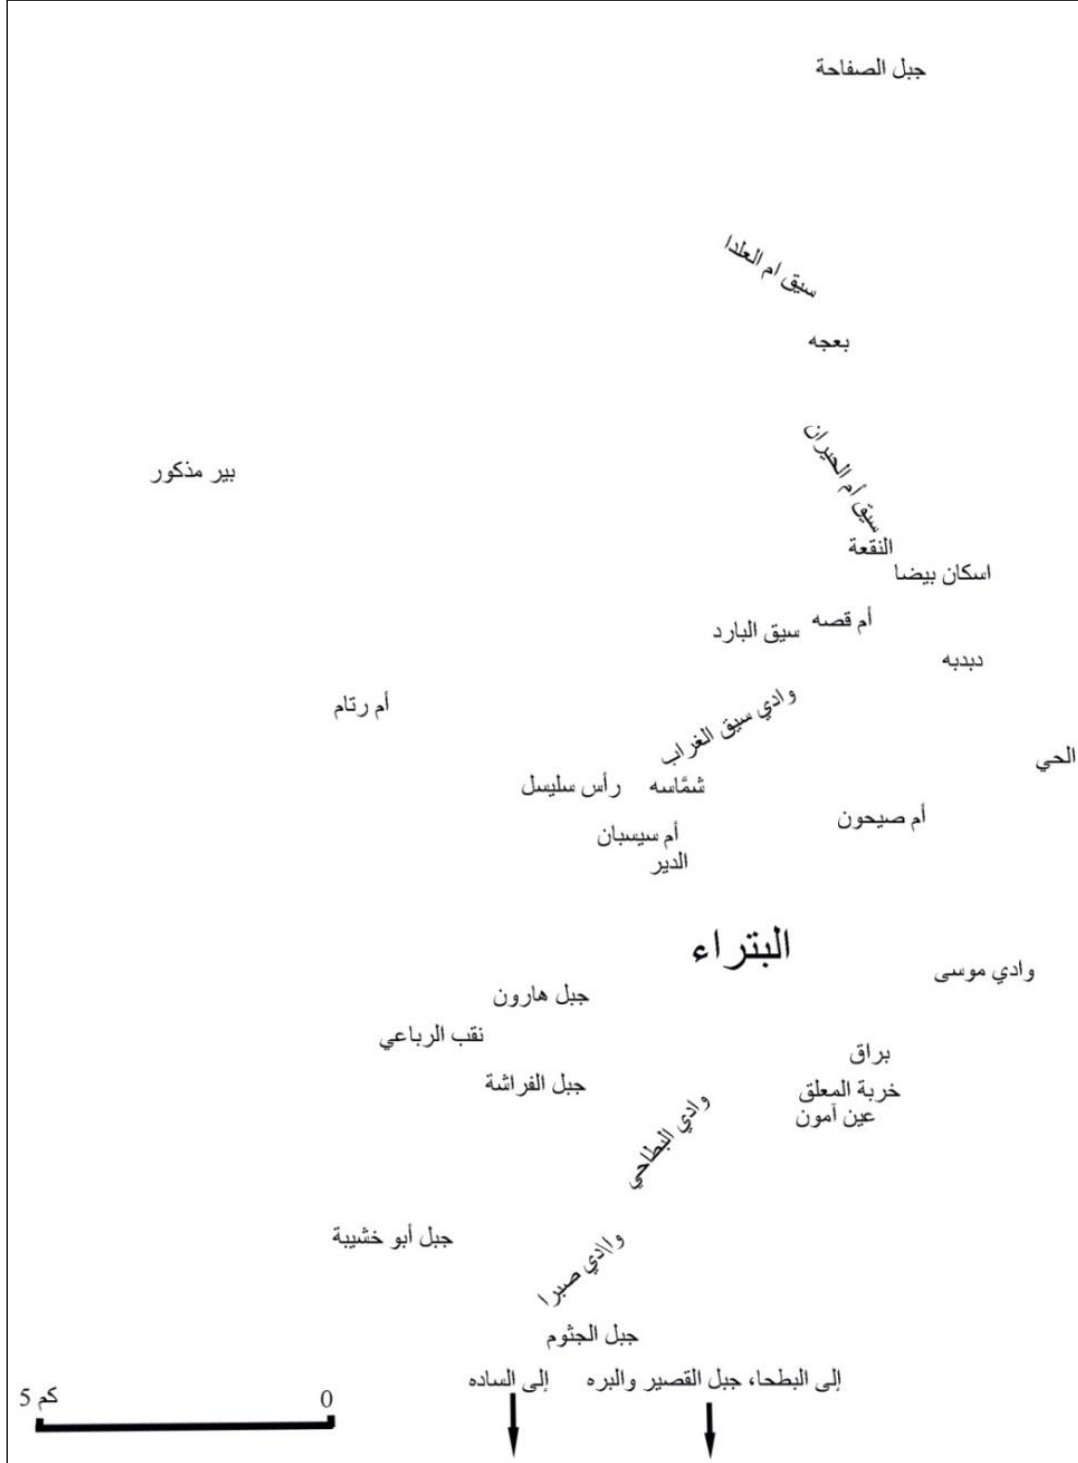 جبل الصفاحة
سيق ام العلدا
بعجه
سيق أم الحيران
بير مذكور
النقعة
اسكان بيضا
أم قصه
سيق البارد
دبدبه
وادي سيق الغراب
أم رتام
الحي
شمَّاسه
رأس سليسل
أم صيحون
أم سيسبان
الدير
البتراء
وادي موسى
جبل هارون
نقب الرباعي
براق
جبل الفراشة
خربة المعلق
عين آمون
وادي البطاحي
جبل أبو خشيبة
واادي صبرا
جبل الجثوم
إلى البطحا، جبل القصير والبره
إلى الساده
0
5 كم